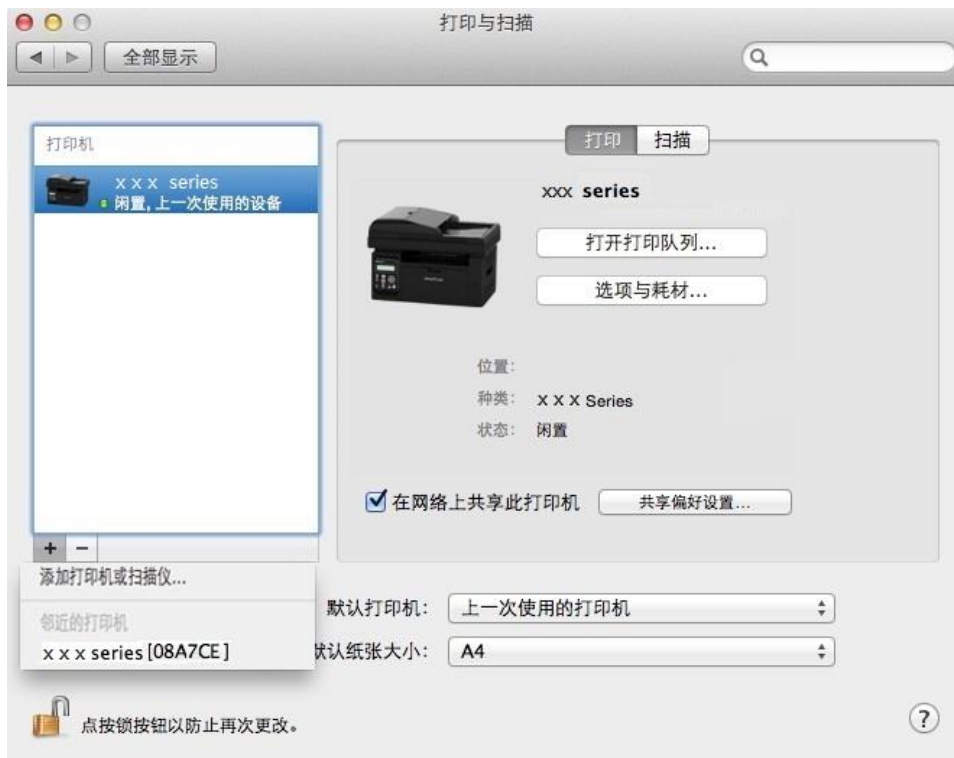 打印与扫描
全部显示
打印机
x x x series
闲置, 上一次使用的设备
打印 扫描
xxx series
打开打印队列...
选项与耗材...
位置:
种类: X X X Series
状态: 闲置
在网络上共享此打印机 共享偏好设置...
+ −
添加打印机或扫描仪...
邻近的打印机
x x x series [08A7CE]
默认打印机: 上一次使用的打印机
默认纸张大小: A4
点按锁按钮以防止再次更改。
?